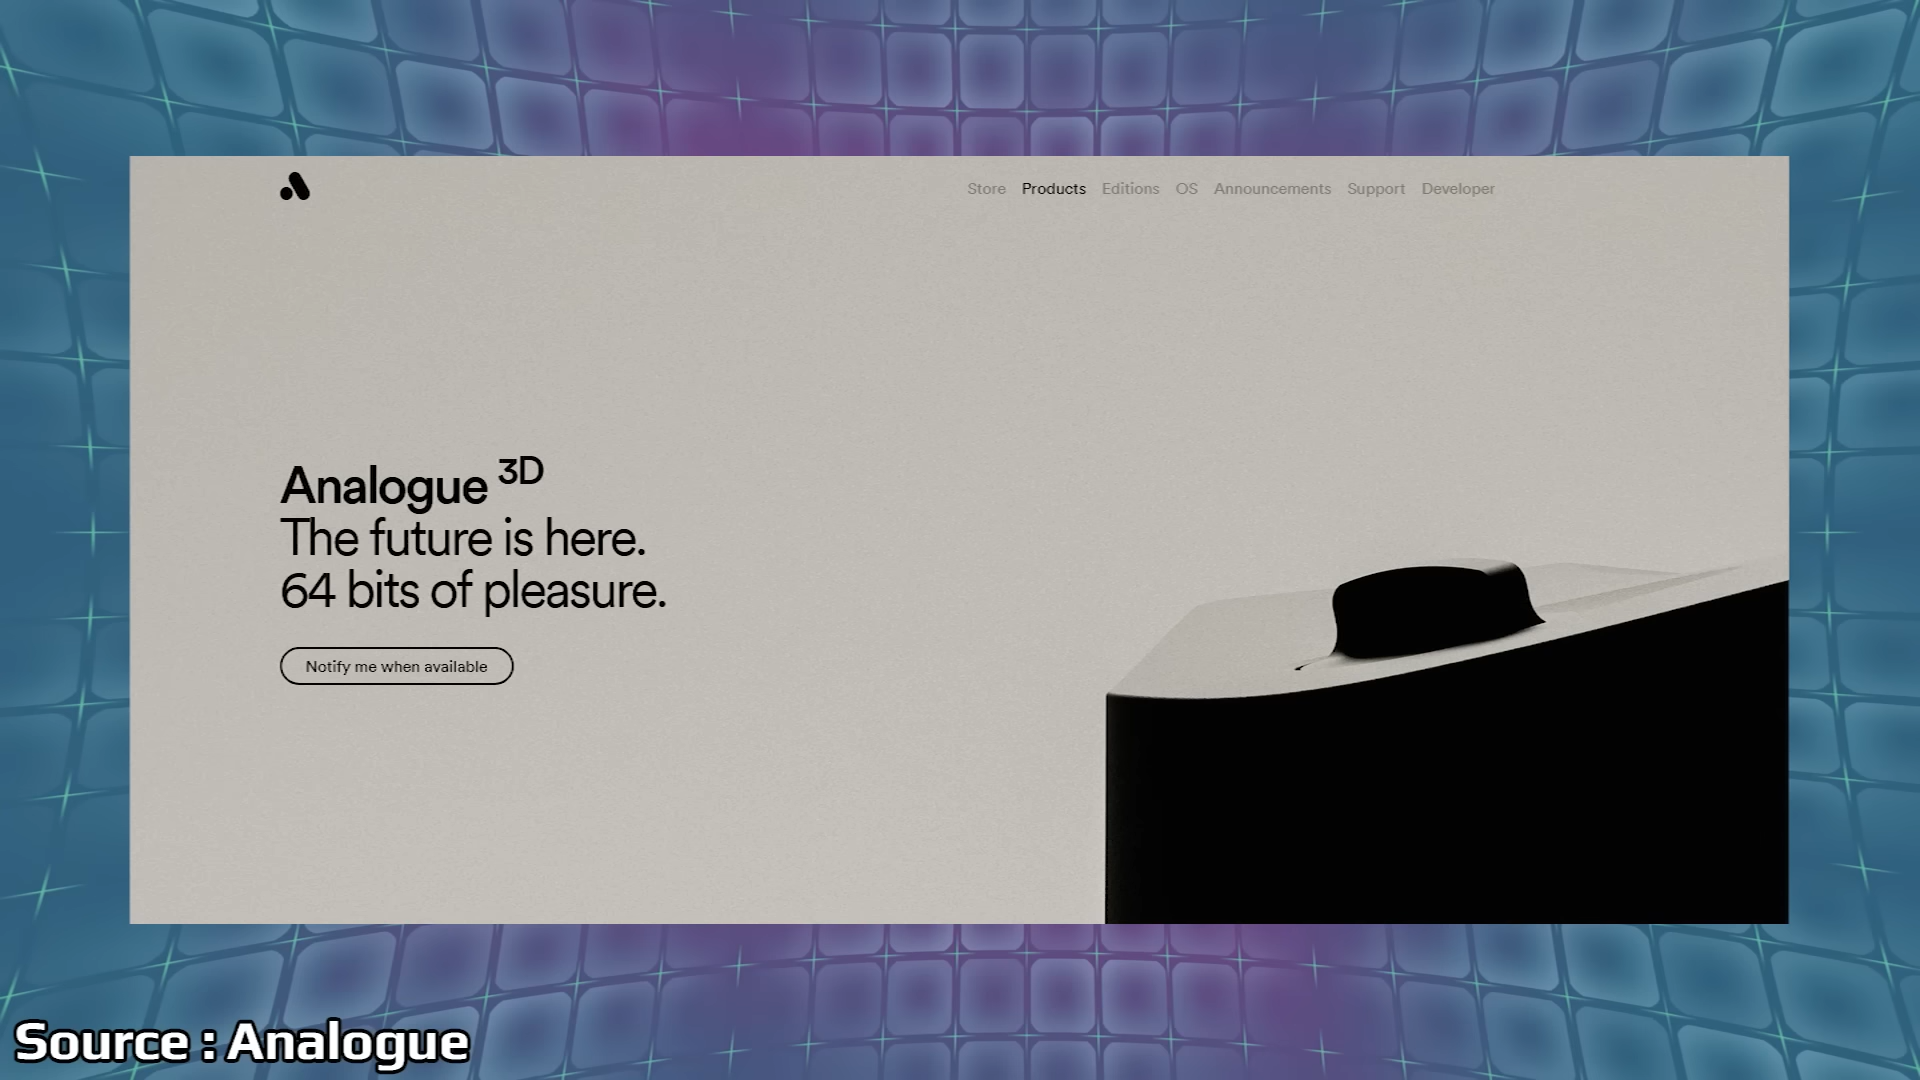 Store Products Editions OS Announcements Support Developer
Analogue 3D
The future is here.
64 bits of pleasure.
Notify me when available
Source : Analogue